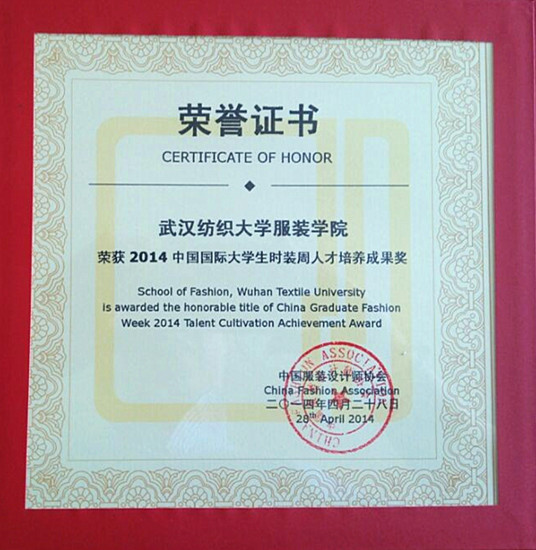 荣誉证书
CERTIFICATE OF HONOR
武汉纺织大学服装学院
荣获 2014 中国国际大学生时装周人才培养成果奖
School of Fashion, Wuhan Textile University
is awarded the honorable title of China Graduate Fashion
Week 2014 Talent Cultivation Achievement Award
中国服装设计师协会
China Fashion Association
二〇一四年四月二十八日
28th April 2014